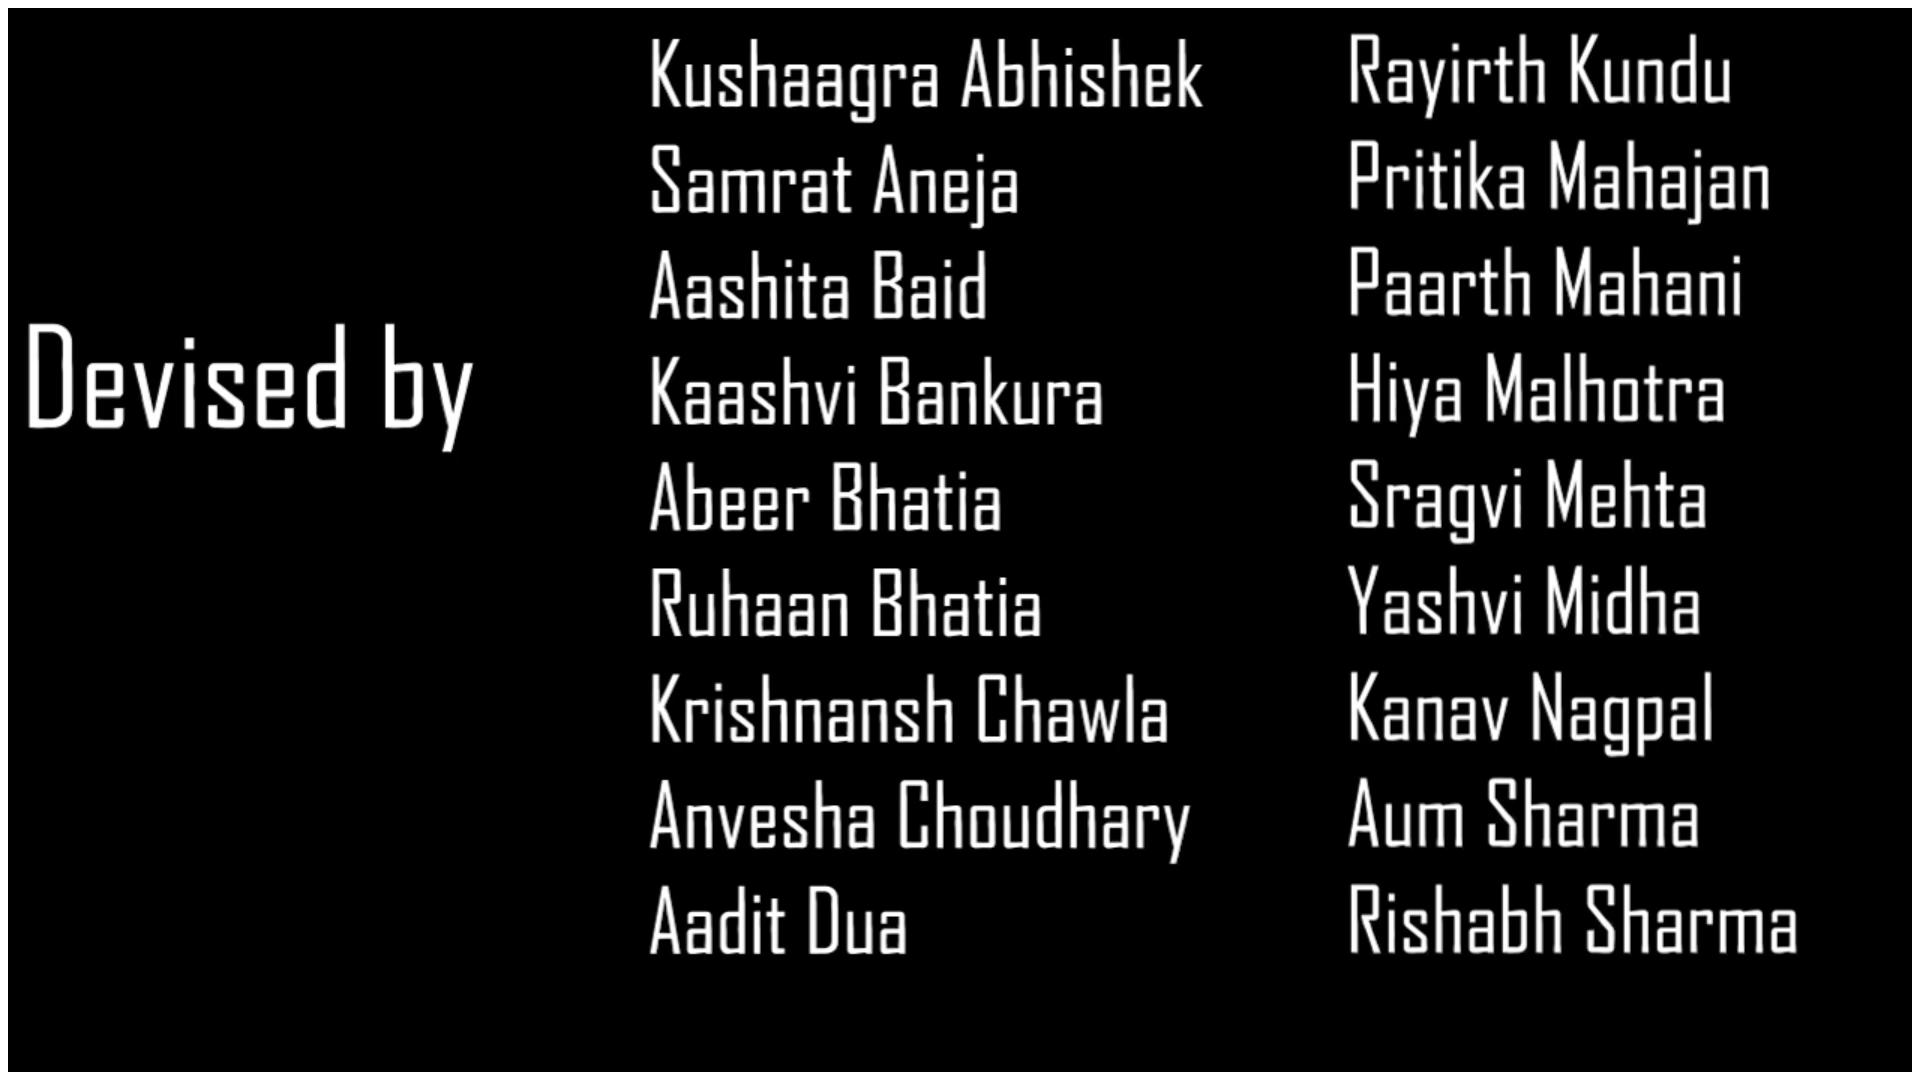 Devised by
Kushaagra Abhishek
Samrat Aneja
Aashita Baid
Kaashvi Bankura
Abeer Bhatia
Ruhaan Bhatia
Krishnansh Chawla
Anvesha Choudhary
Aadit Dua
Rayirth Kundu
Pritika Mahajan
Paarth Mahani
Hiya Malhotra
Sragvi Mehta
Yashvi Midha
Kanav Nagpal
Aum Sharma
Rishabh Sharma